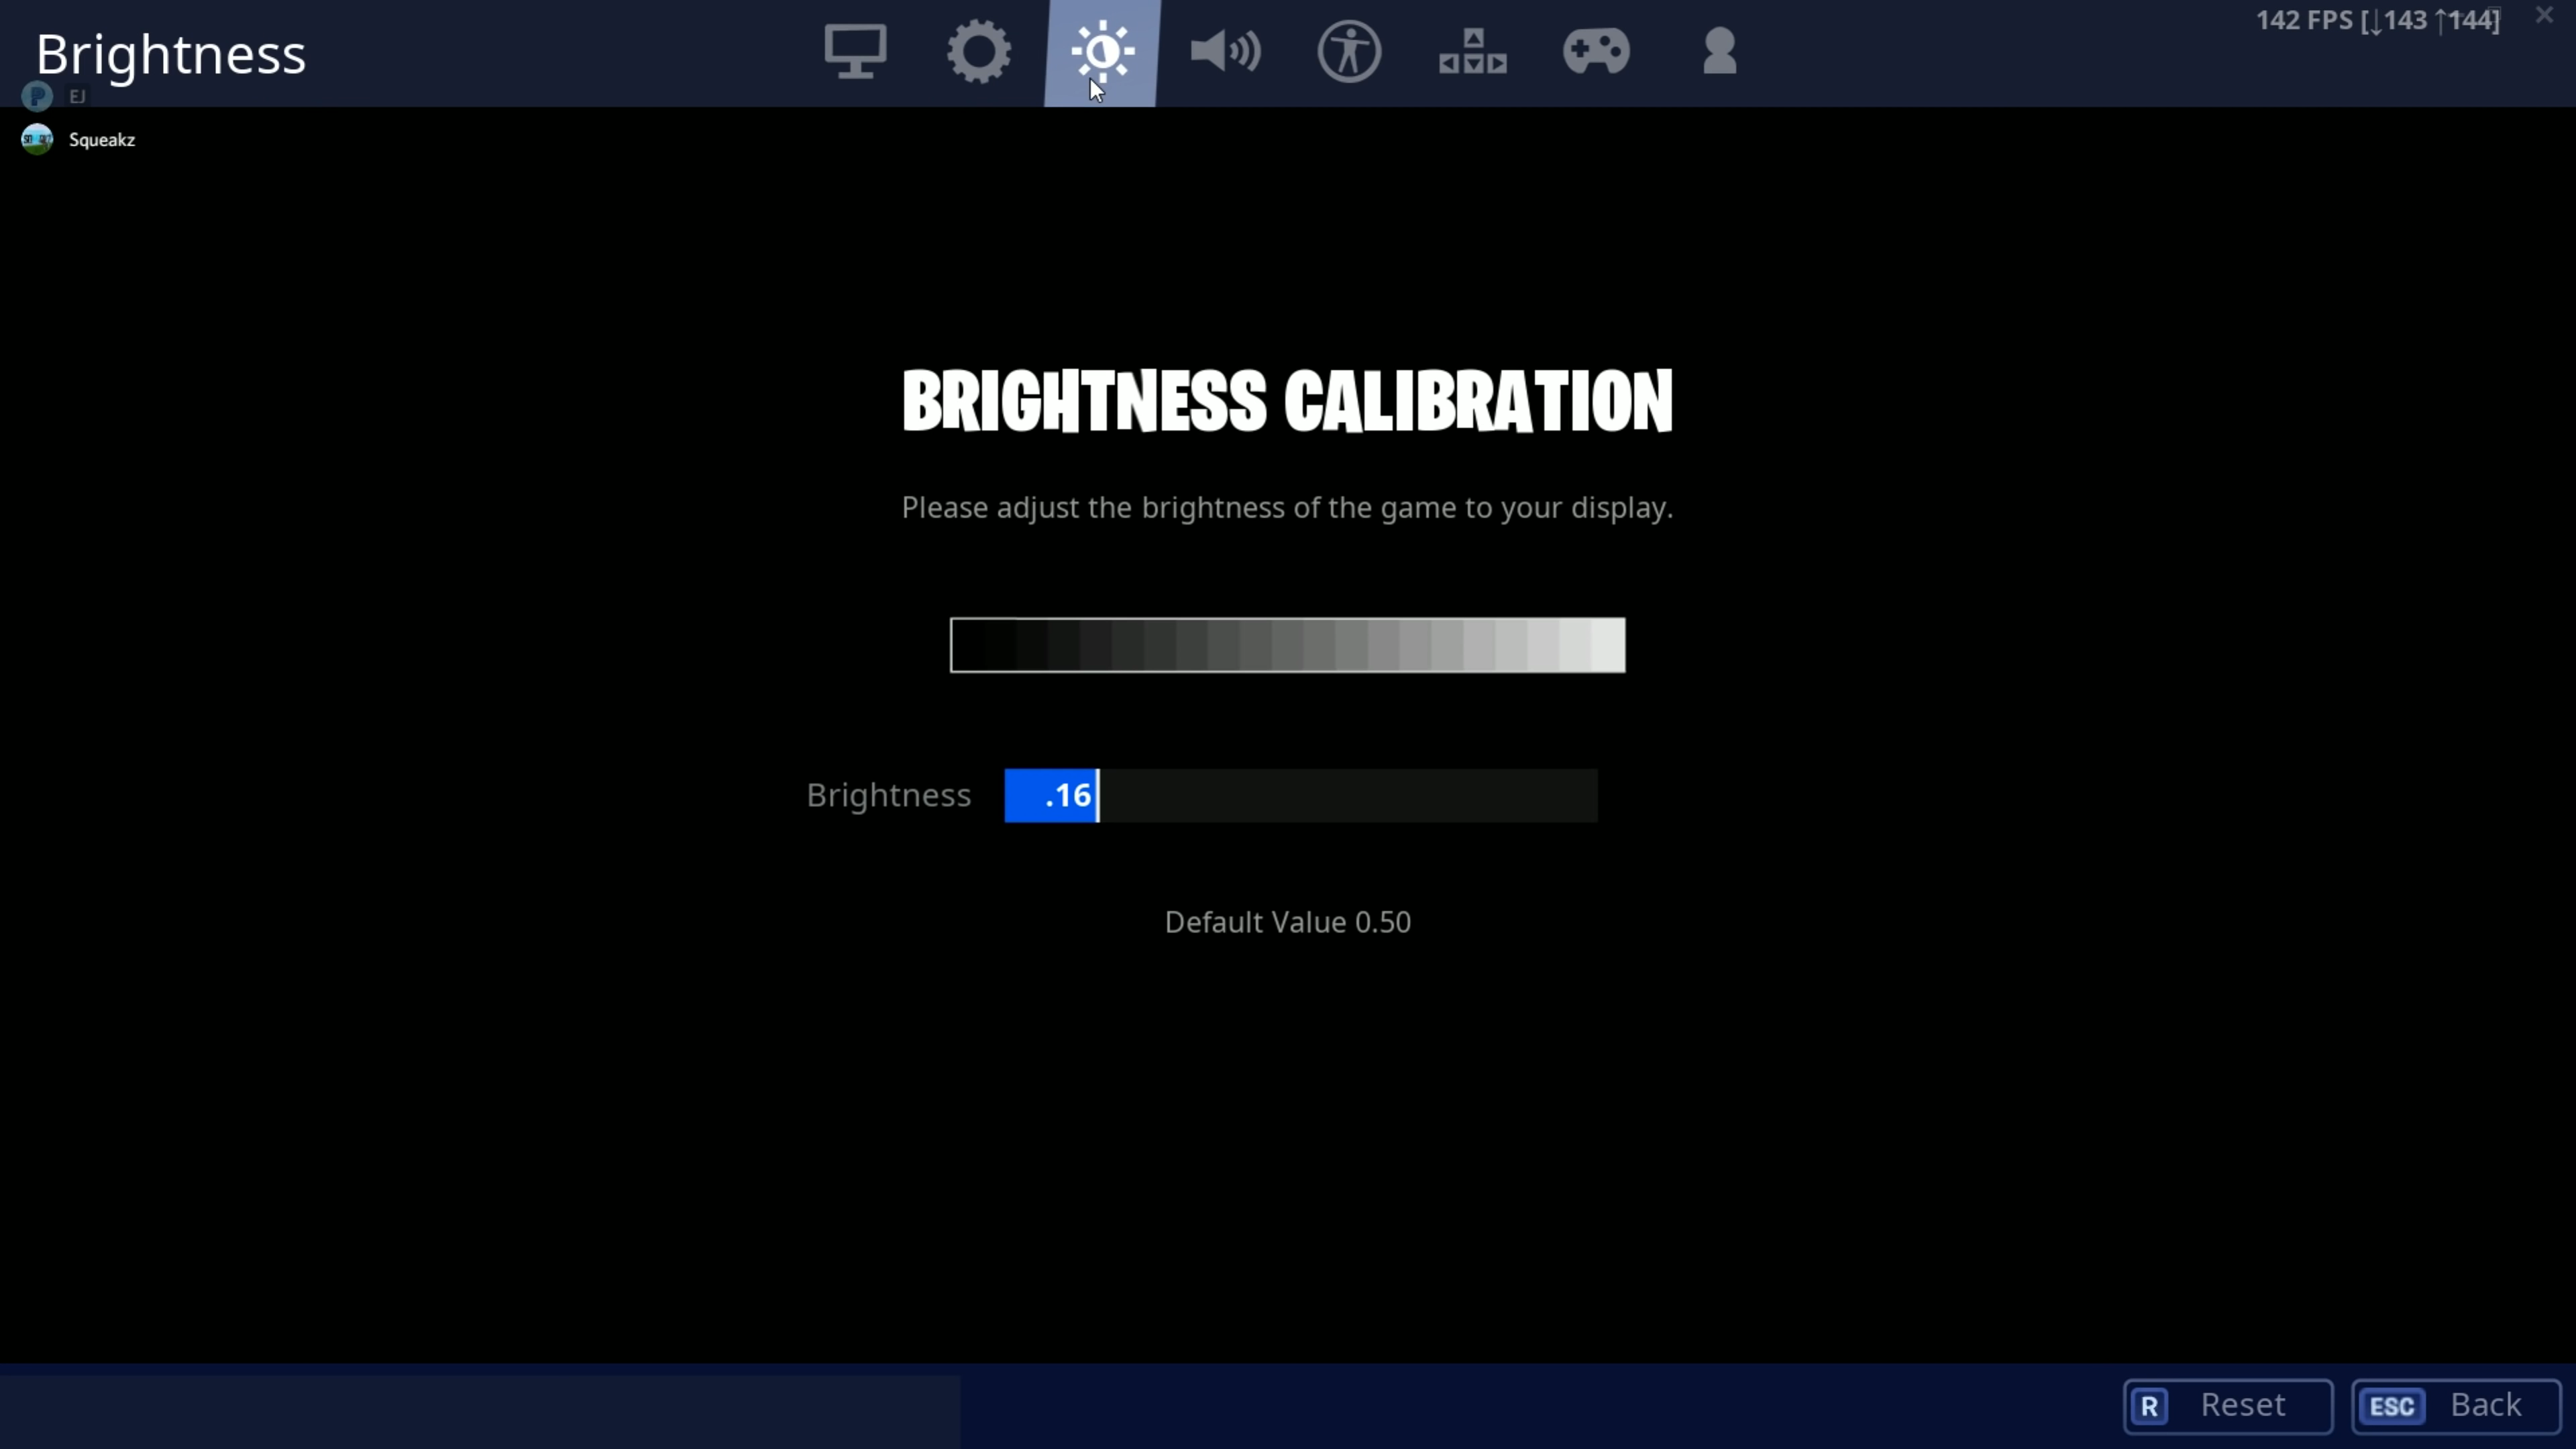 Brightness
142 FPS [↓143 ↑144]
EJ
Squeakz
BRIGHTNESS CALIBRATION
Please adjust the brightness of the game to your display.
Brightness .16
Default Value 0.50
R Reset ESC Back